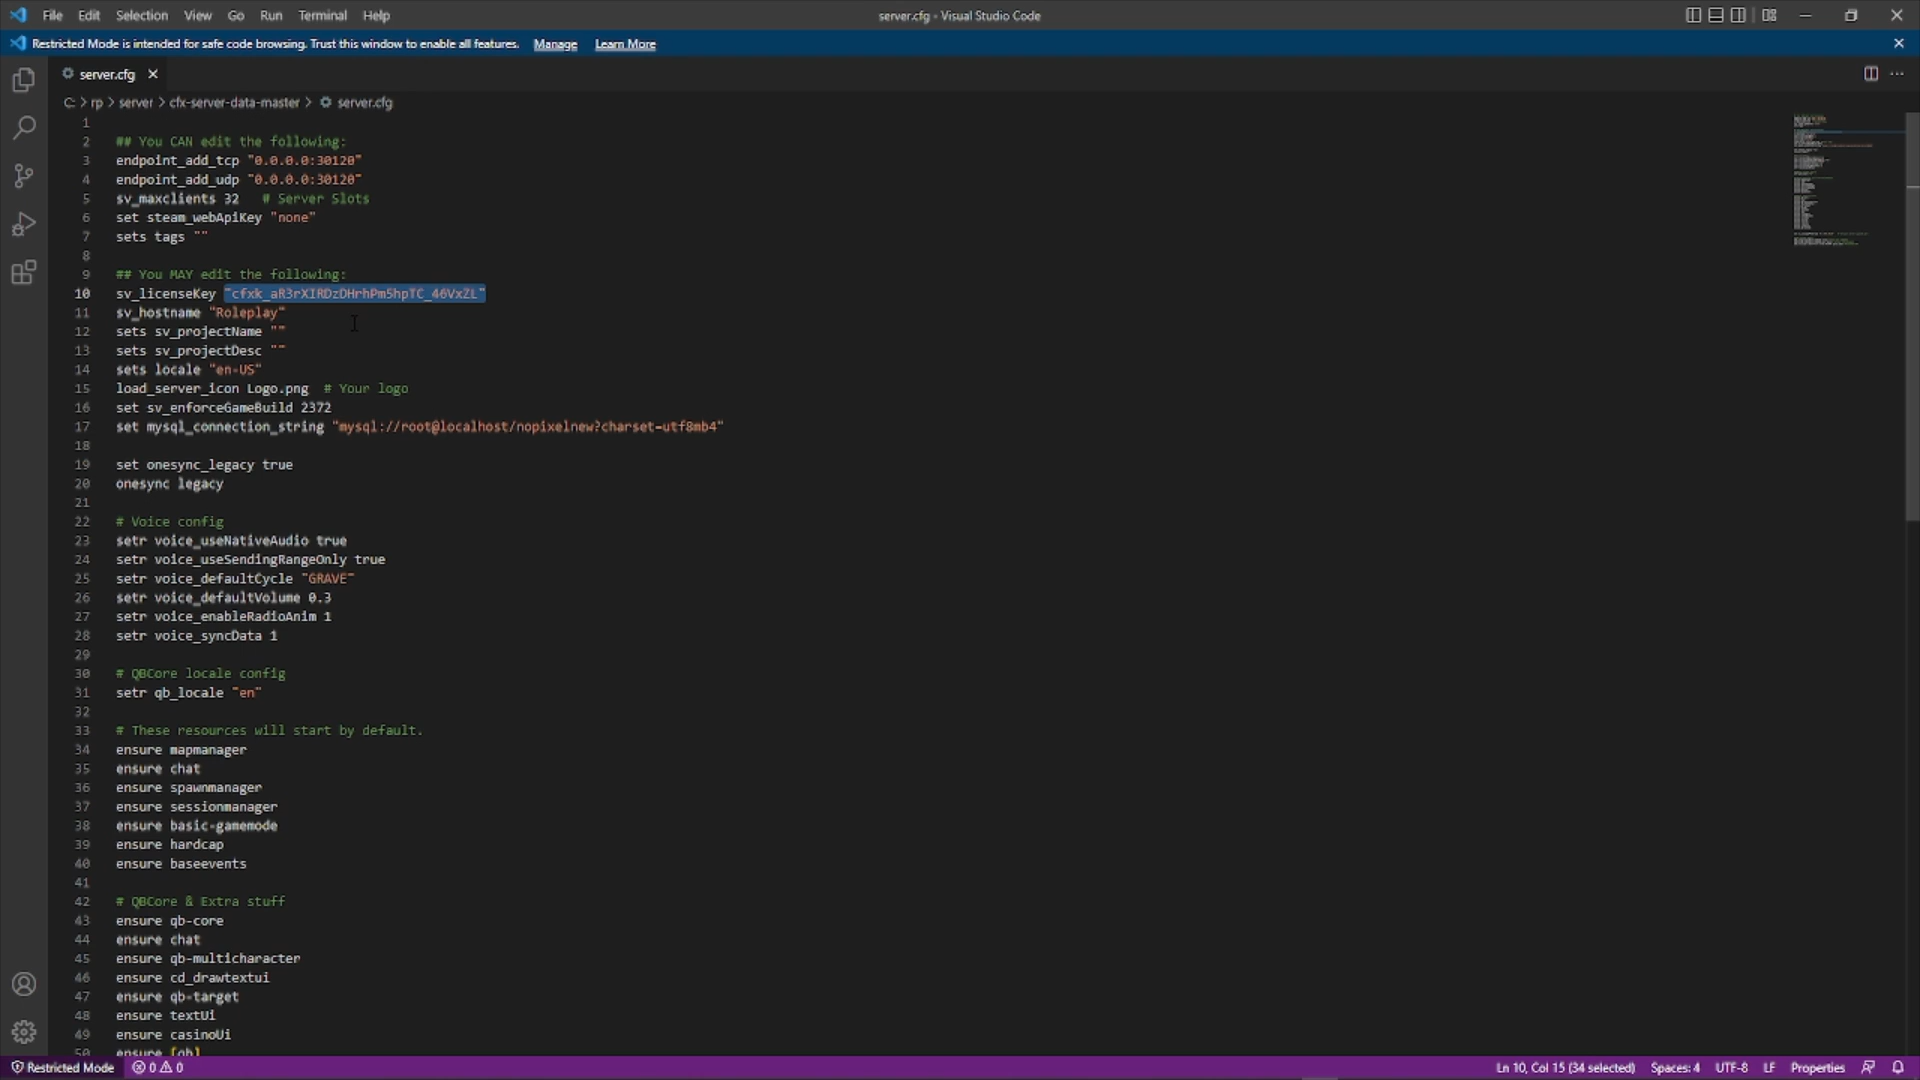 File Edit Selection View Go Run Terminal Help
server.cfg - Visual Studio Code
Restricted Mode is intended for safe code browsing. Trust this window to enable all features. Manage Learn More
server.cfg
C: > rp > server > cfx-server-data-master > server.cfg
1
2 ## You CAN edit the following:
3 endpoint_add_tcp "0.0.0.0:30120"
4 endpoint_add_udp "0.0.0.0:30120"
5 sv_maxclients 32 # Server Slots
6 set steam_webApiKey "none"
7 sets tags ""
8
9 ## You MAY edit the following:
10 sv_licenseKey "cfxk_aR3rXIRDzDHrhPm5hpTC_46VxZL"
11 sv_hostname "Roleplay"
12 sets sv_projectName ""
13 sets sv_projectDesc ""
14 sets locale "en-US"
15 load_server_icon Logo.png # Your logo
16 set sv_enforceGameBuild 2372
17 set mysql_connection_string "mysql://root@localhost/nopixelnew?charset=utf8mb4"
18
19 set onesync_legacy true
20 onesync legacy
21
22 # Voice config
23 setr voice_useNativeAudio true
24 setr voice_useSendingRangeOnly true
25 setr voice_defaultCycle "GRAVE"
26 setr voice_defaultVolume 0.3
27 setr voice_enableRadioAnim 1
28 setr voice_syncData 1
29
30 # QBCore locale config
31 setr qb_locale "en"
32
33 # These resources will start by default.
34 ensure mapmanager
35 ensure chat
36 ensure spawnmanager
37 ensure sessionmanager
38 ensure basic-gamemode
39 ensure hardcap
40 ensure baseevents
41
42 # QBCore & Extra stuff
43 ensure qb-core
44 ensure chat
45 ensure qb-multicharacter
46 ensure cd_drawtextui
47 ensure qb-target
48 ensure textUi
49 ensure casinoUi
50 ensure [qb]
Restricted Mode 0 0 Ln 10, Col 15 (34 selected) Spaces: 4 UTF-8 LF Properties